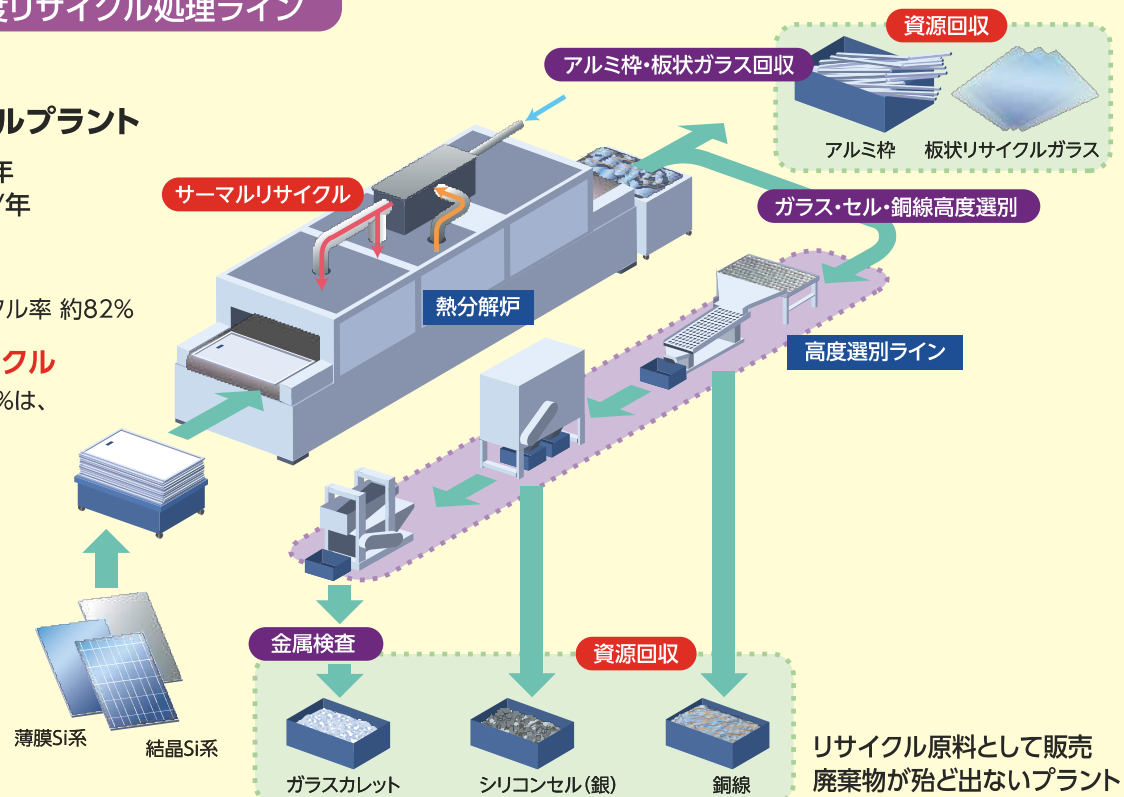 度リサイクル処理ライン
ルプラント
年
/年
クル率 約82%
クル
%は、
サーマルリサイクル
アルミ枠・板状ガラス回収
資源回収
アルミ枠
板状リサイクルガラス
ガラス・セル・銅線高度選別
熱分解炉
高度選別ライン
薄膜Si系
結晶Si系
金属検査
資源回収
ガラスカレット
シリコンセル(銀)
銅線
リサイクル原料として販売
廃棄物が殆ど出ないプラント